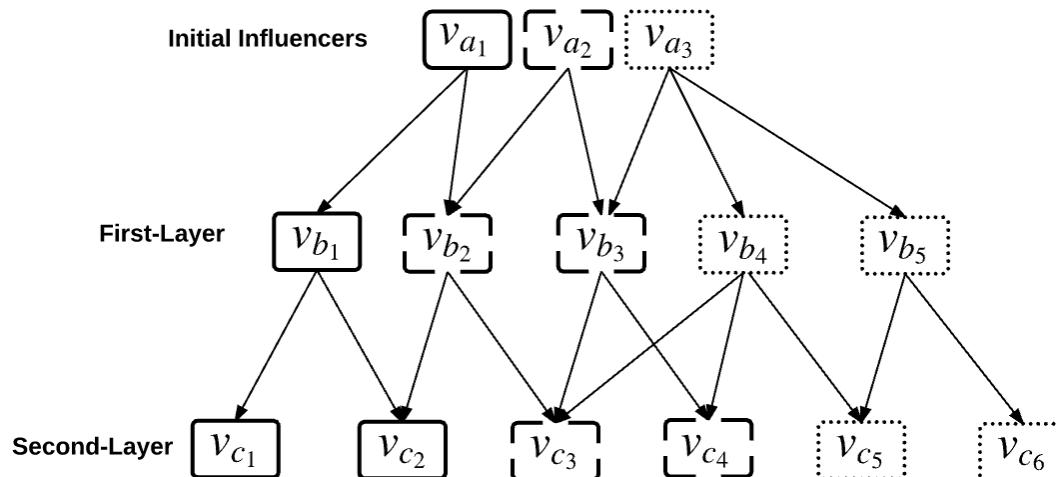 Initial Influencers v_{a_1} v_{a_2} v_{a_3}
First-Layer v_{b_1} v_{b_2} v_{b_3} v_{b_4} v_{b_5}
Second-Layer v_{c_1} v_{c_2} v_{c_3} v_{c_4} v_{c_5} v_{c_6}